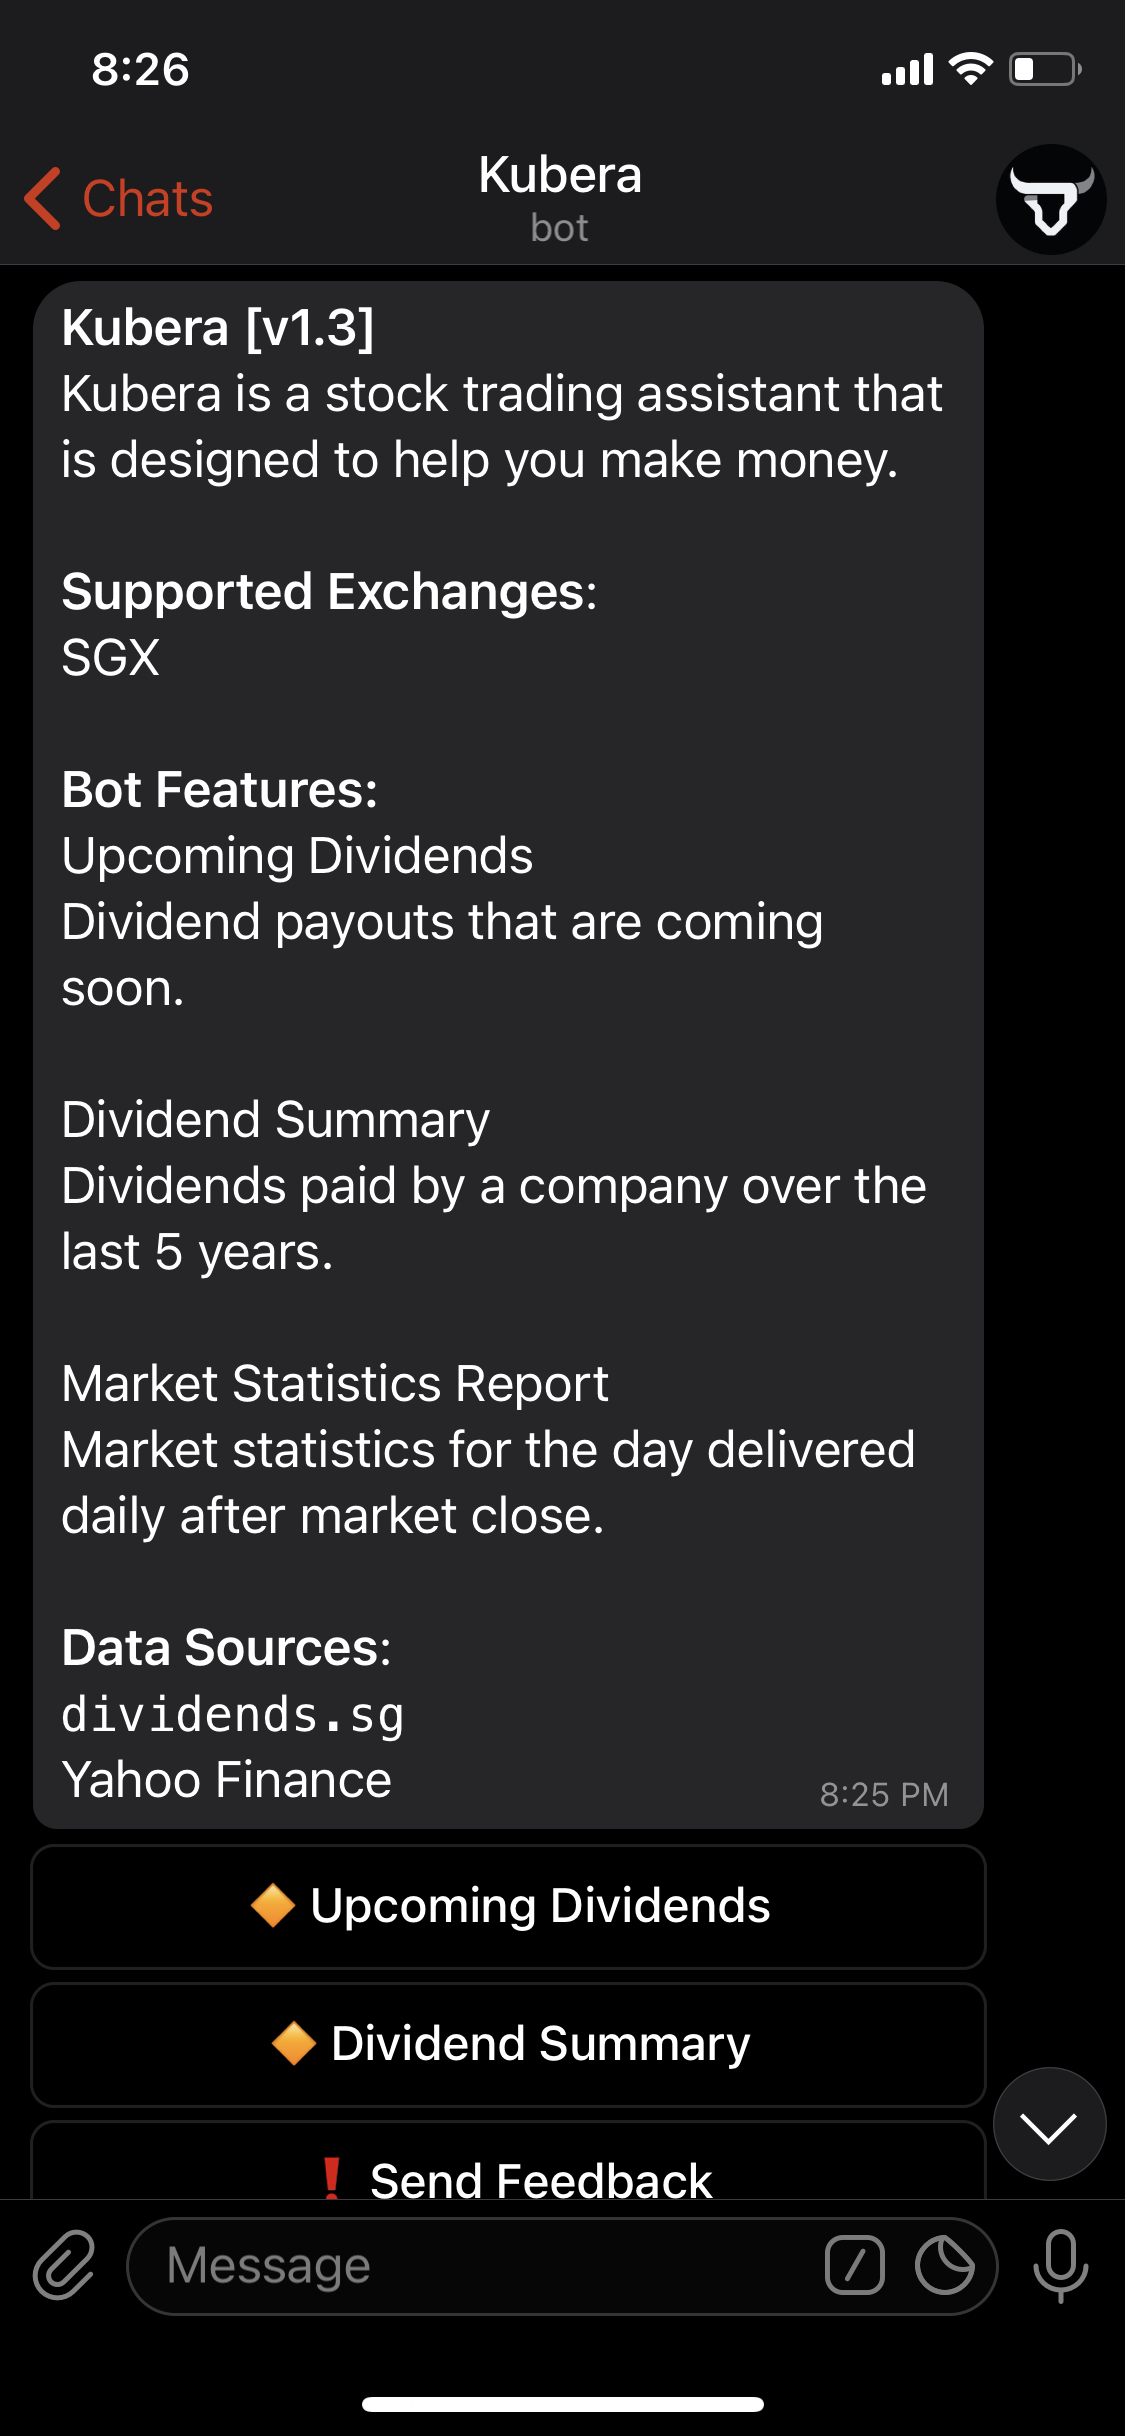 8:26
Chats
Kubera
bot
Kubera [v1.3]
Kubera is a stock trading assistant that
is designed to help you make money.
Supported Exchanges:
SGX
Bot Features:
Upcoming Dividends
Dividend payouts that are coming
soon.
Dividend Summary
Dividends paid by a company over the
last 5 years.
Market Statistics Report
Market statistics for the day delivered
daily after market close.
Data Sources:
dividends.sg
Yahoo Finance
8:25 PM
🔶 Upcoming Dividends
🔶 Dividend Summary
❗ Send Feedback
Message